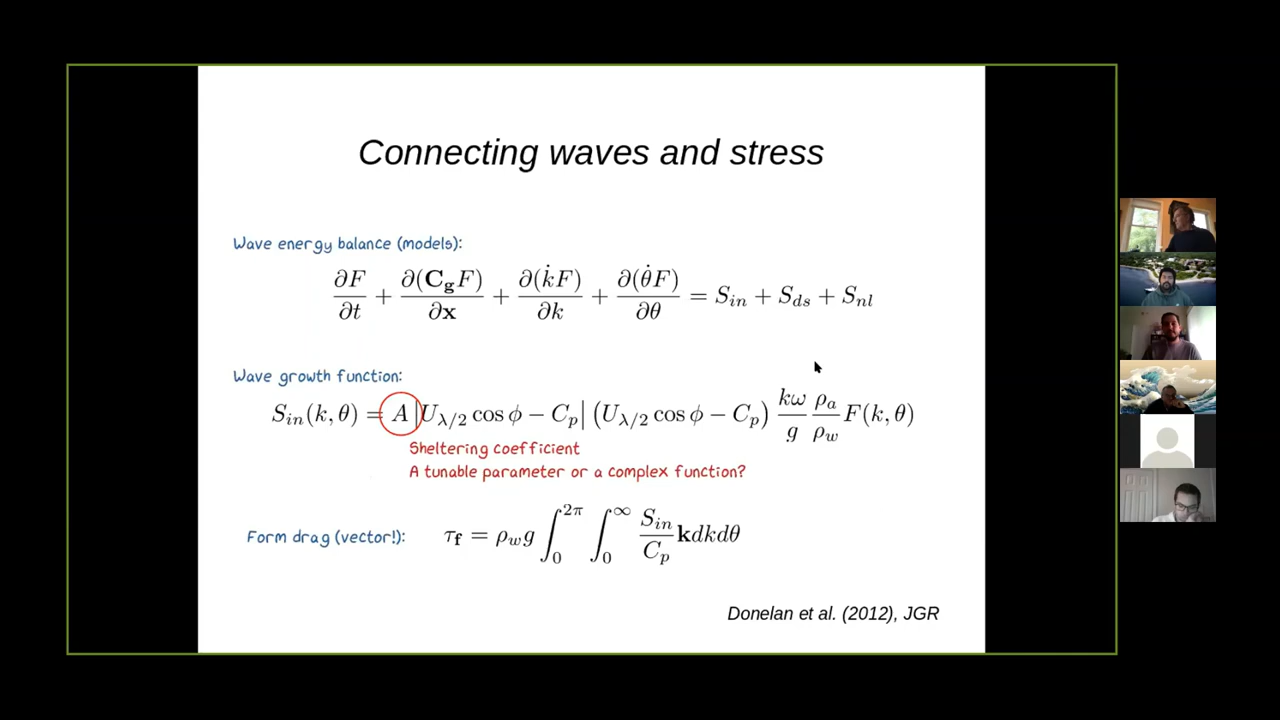 Connecting waves and stress
Wave energy balance (models):
∂F/∂t + ∂(C_g F)/∂x + ∂(k̇F)/∂k + ∂(θ̇F)/∂θ = S_in + S_ds + S_nl
Wave growth function:
S_in(k, θ) = A |U_λ/2 cos ϕ − C_p| (U_λ/2 cos ϕ − C_p) kω/g ρ_a/ρ_w F(k, θ)
Sheltering coefficient
A tunable parameter or a complex function?
Form drag (vector!): τ_f = ρ_w g ∫_0^2π ∫_0^∞ S_in/C_p k dk dθ
Donelan et al. (2012), JGR